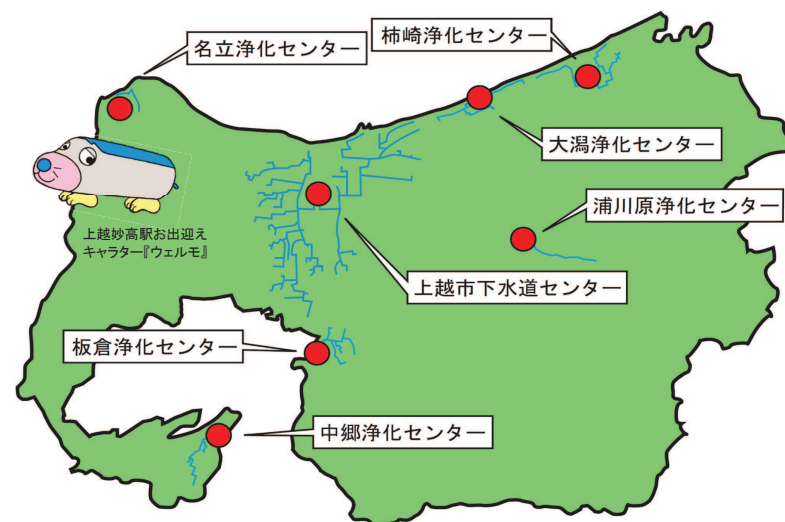 名立浄化センター
柿崎浄化センター
大潟浄化センター
浦川原浄化センター
上越妙高駅お出迎え
キャラター『ウェルモ』
上越市下水道センター
板倉浄化センター
中郷浄化センター